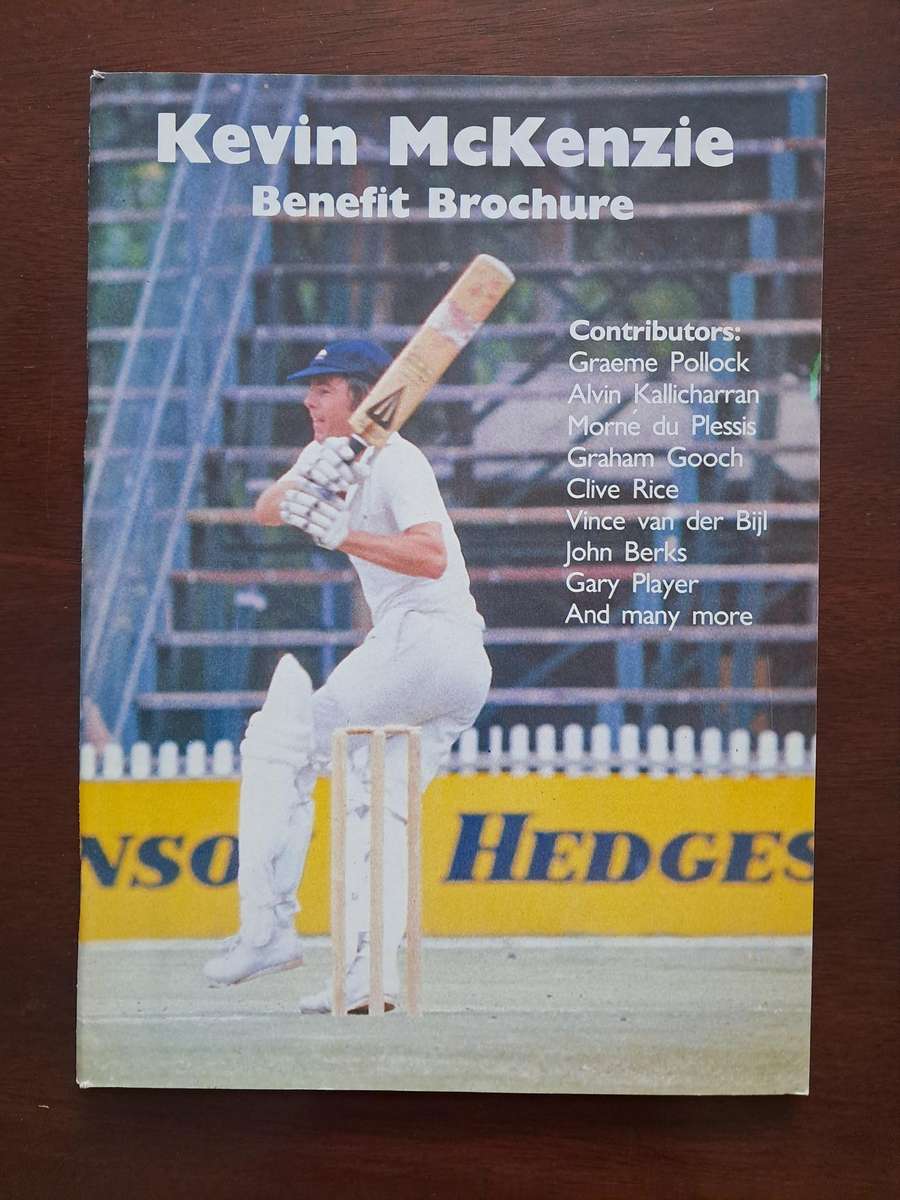 Kevin McKenzie
Benefit Brochure
Contributors:
Graeme Pollock
Alvin Kallicharran
Morné du Plessis
Graham Gooch
Clive Rice
Vince van der Bijl
John Berks
Gary Player
And many more
NSO HEDGES